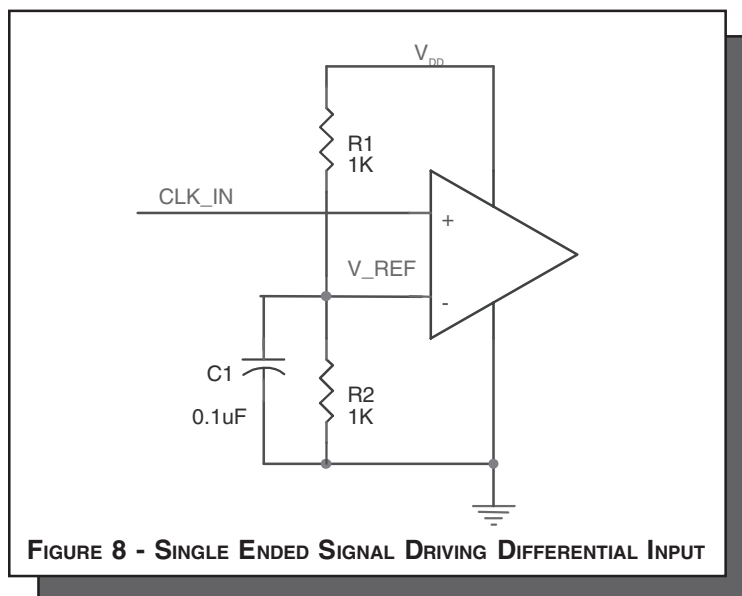 V_DD
R1
1K
CLK_IN
+
V_REF
-
C1
0.1uF
R2
1K
FIGURE 8 - SINGLE ENDED SIGNAL DRIVING DIFFERENTIAL INPUT